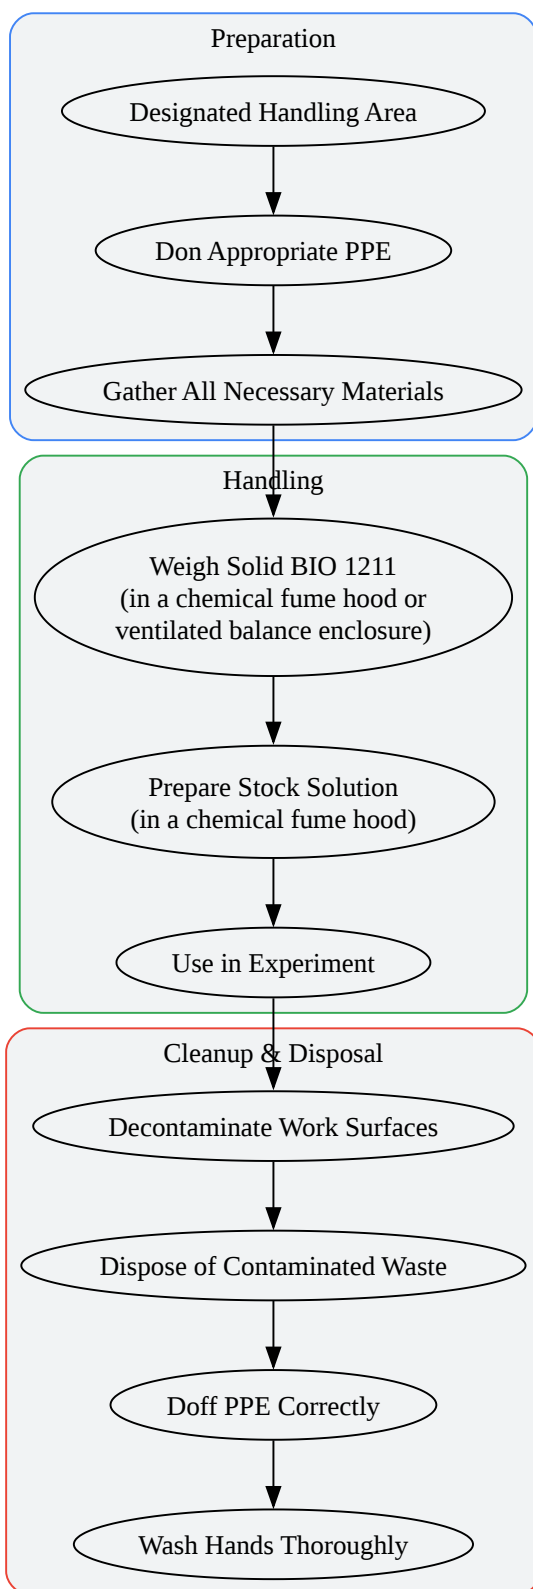 Preparation
Designated Handling Area
Don Appropriate PPE
Gather All Necessary Materials
Handling
Weigh Solid BIO 1211
(in a chemical fume hood or
ventilated balance enclosure)
Prepare Stock Solution
(in a chemical fume hood)
Use in Experiment
Cleanup & Disposal
Decontaminate Work Surfaces
Dispose of Contaminated Waste
Doff PPE Correctly
Wash Hands Thoroughly